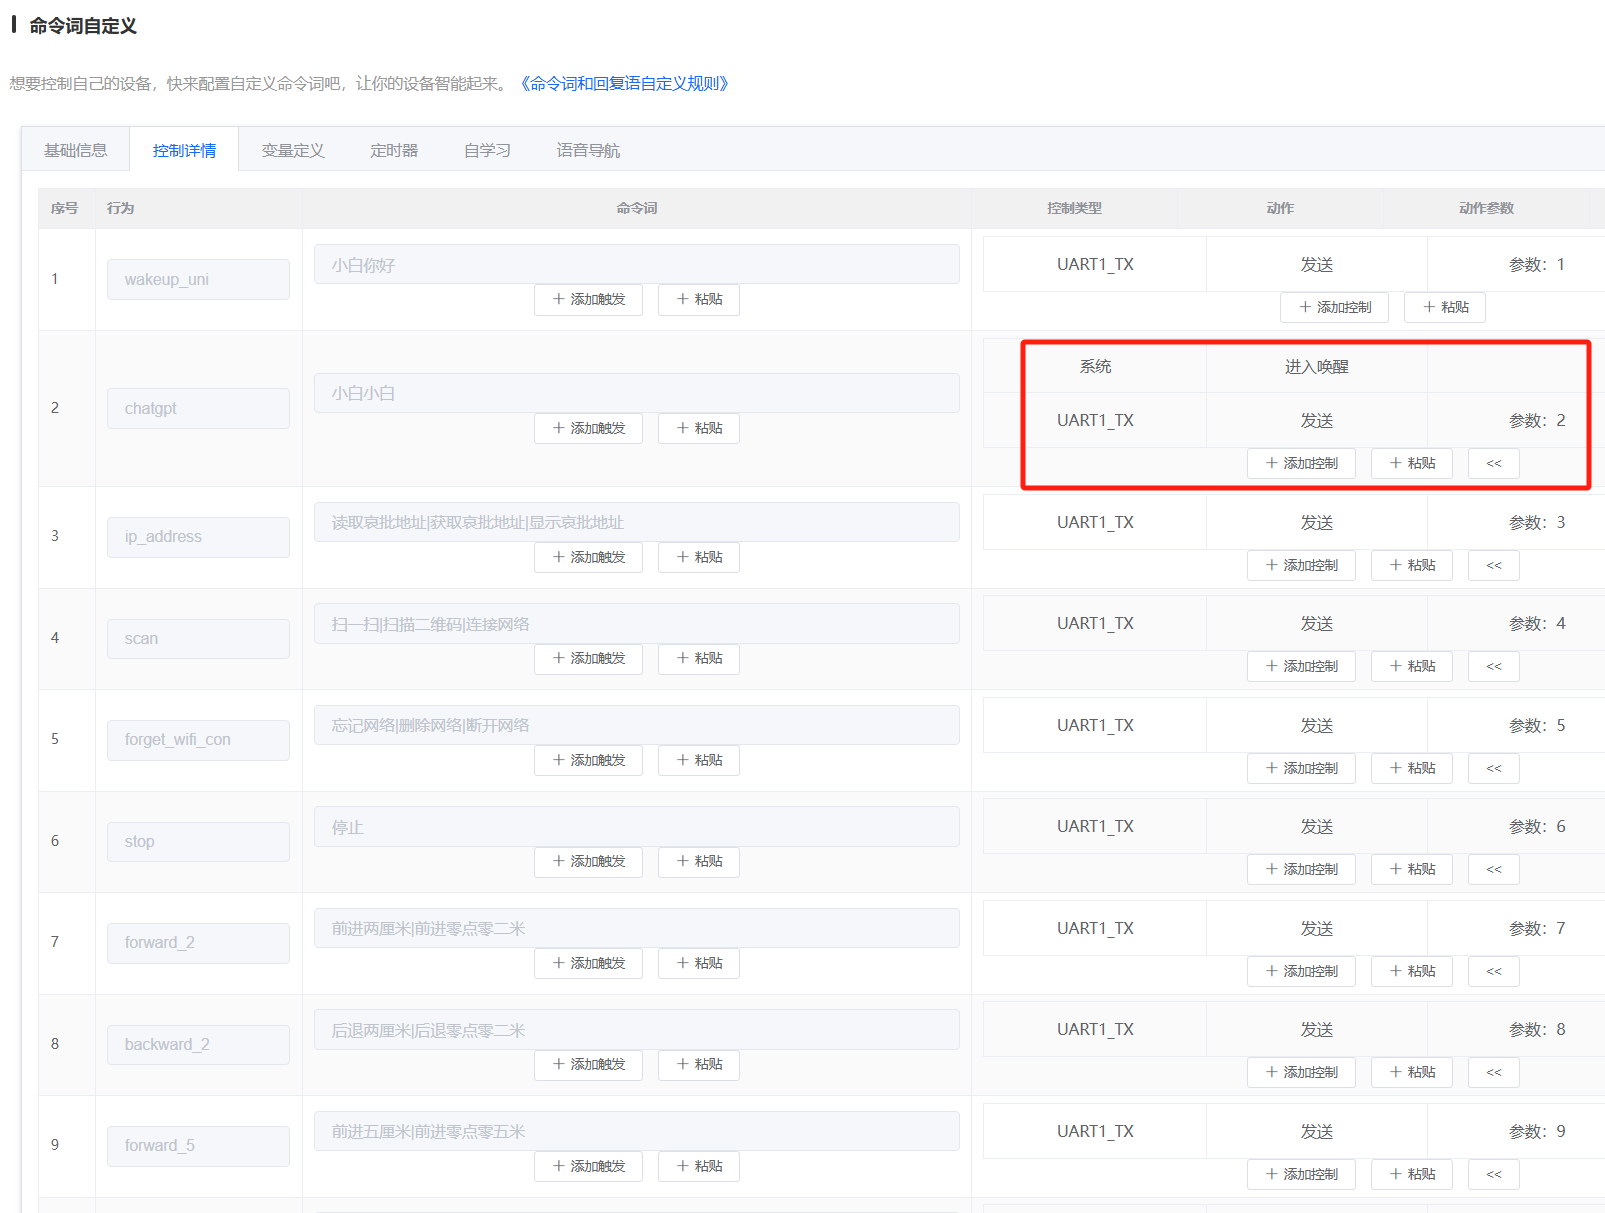 命令词自定义
想要控制自己的设备，快来配置自定义命令词吧，让你的设备智能起来。《命令词和回复语自定义规则》
基础信息 控制详情 变量定义 定时器 自学习 语音导航
序号 行为 命令词 控制类型 动作 动作参数
1 wakeup_uni 小白你好 UART1_TX 发送 参数：1
+ 添加触发 + 粘贴 + 添加控制 + 粘贴
系统 进入唤醒
2 chatgpt 小白小白 UART1_TX 发送 参数：2
+ 添加触发 + 粘贴 + 添加控制 + 粘贴 <<
3 ip_address 读取哀批地址|获取哀批地址|显示哀批地址 UART1_TX 发送 参数：3
+ 添加触发 + 粘贴 + 添加控制 + 粘贴 <<
4 scan 扫一扫|扫描二维码|连接网络 UART1_TX 发送 参数：4
+ 添加触发 + 粘贴 + 添加控制 + 粘贴 <<
5 forget_wifi_con 忘记网络|删除网络|断开网络 UART1_TX 发送 参数：5
+ 添加触发 + 粘贴 + 添加控制 + 粘贴 <<
6 stop 停止 UART1_TX 发送 参数：6
+ 添加触发 + 粘贴 + 添加控制 + 粘贴 <<
7 forward_2 前进两厘米|前进零点零二米 UART1_TX 发送 参数：7
+ 添加触发 + 粘贴 + 添加控制 + 粘贴 <<
8 backward_2 后退两厘米|后退零点零二米 UART1_TX 发送 参数：8
+ 添加触发 + 粘贴 + 添加控制 + 粘贴 <<
9 forward_5 前进五厘米|前进零点零五米 UART1_TX 发送 参数：9
+ 添加触发 + 粘贴 + 添加控制 + 粘贴 <<